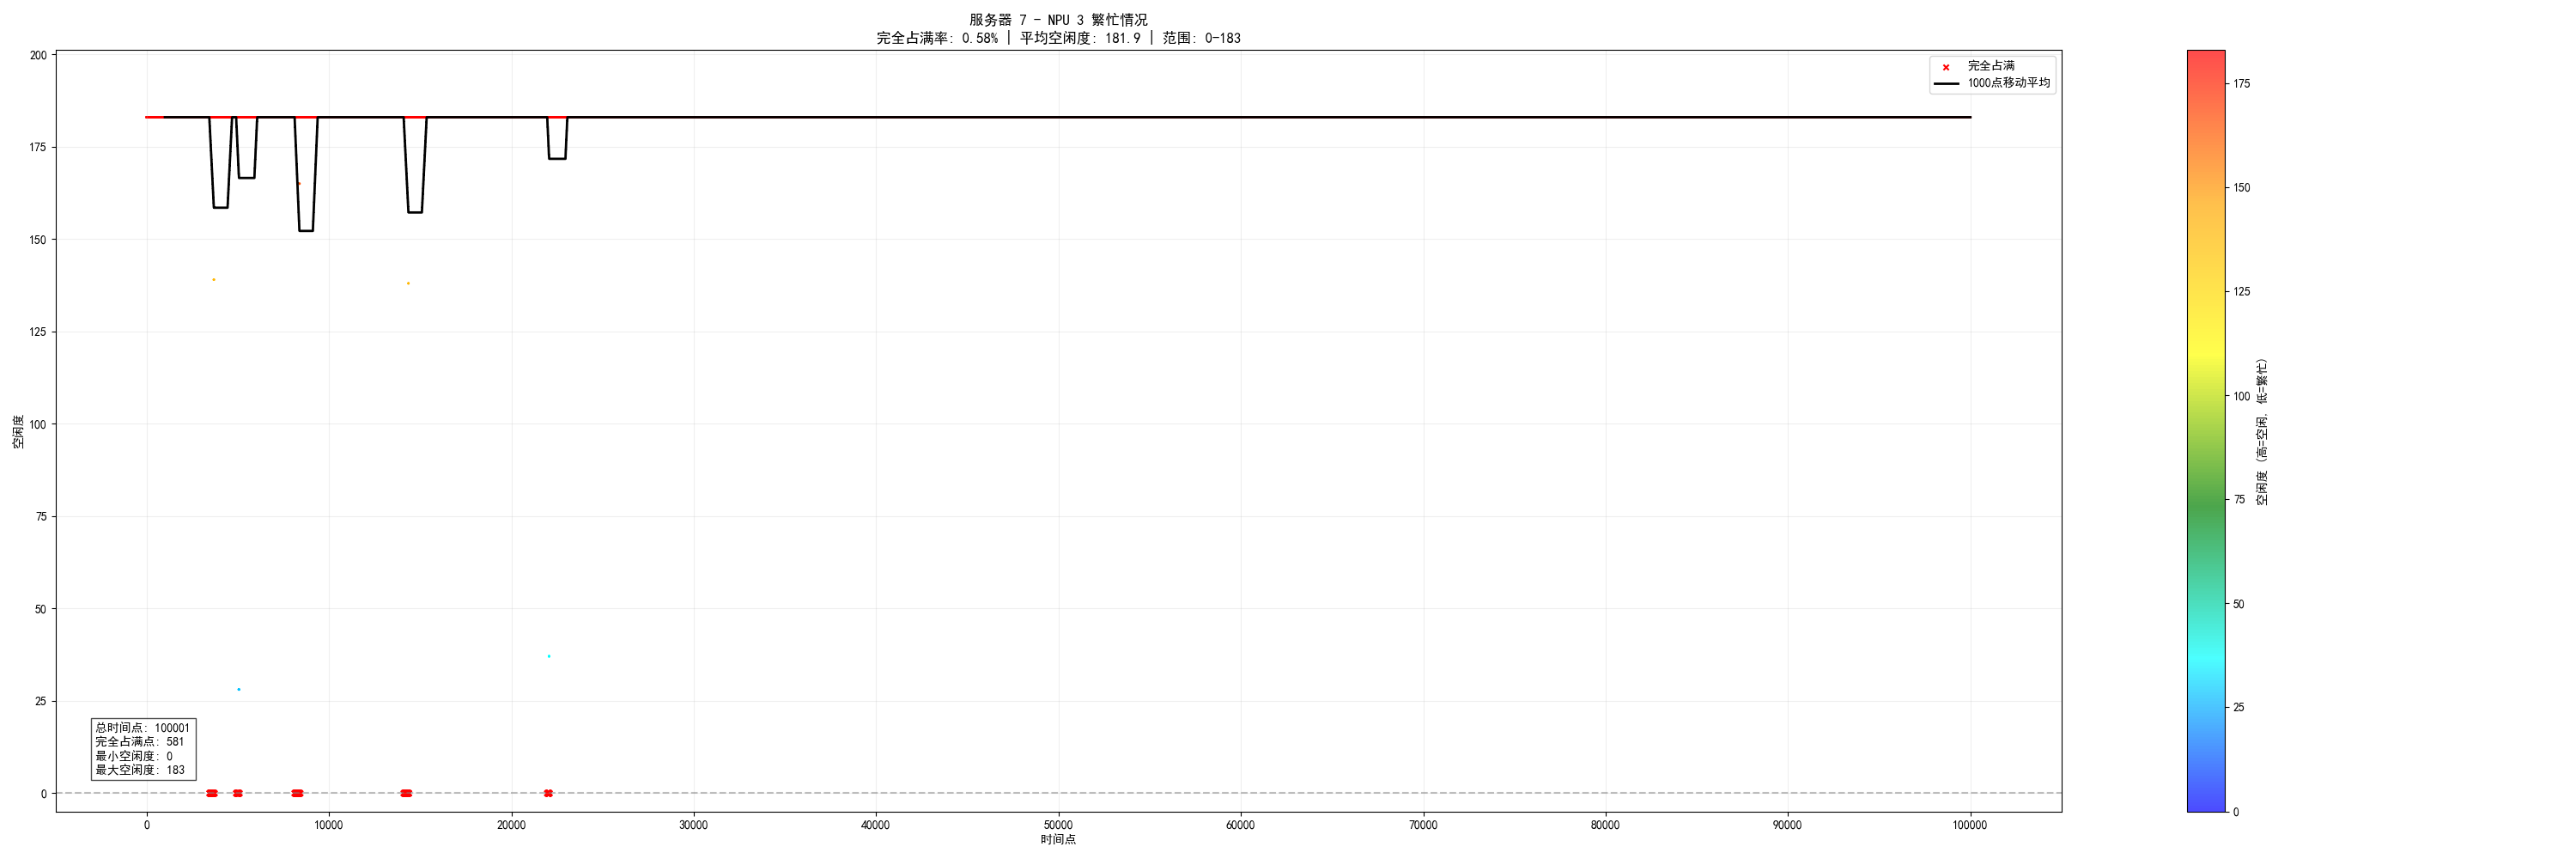 服务器 7 - NPU 3 繁忙情况
完全占满率: 0.58% | 平均空闲度: 181.9 | 范围: 0-183
完全占满
1000点移动平均
200
175
150
125
100
75
50
25
0
空闲度
总时间点: 100001
完全占满点: 581
最小空闲度: 0
最大空闲度: 183
0
10000
20000
30000
40000
50000
60000
70000
80000
90000
100000
时间点
175
150
125
100
75
50
25
0
空闲度 (高=空闲, 低=繁忙)